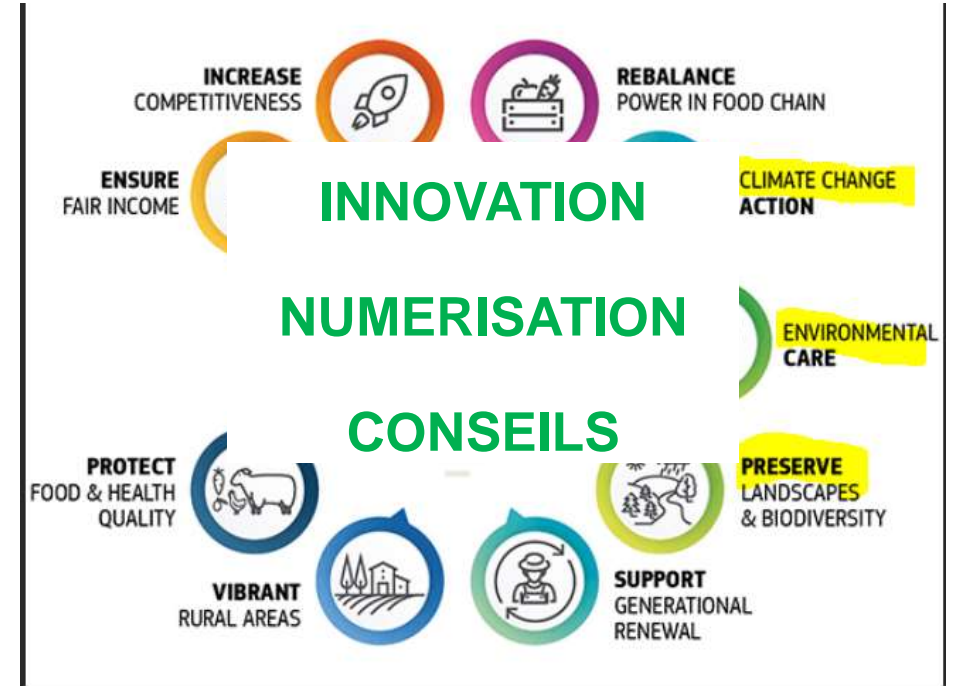 INCREASE
COMPETITIVENESS
REBALANCE
POWER IN FOOD CHAIN
ENSURE
FAIR INCOME
CLIMATE CHANGE
ACTION
INNOVATION
NUMERISATION
CONSEILS
ENVIRONMENTAL
CARE
PROTECT
FOOD & HEALTH
QUALITY
PRESERVE
LANDSCAPES
& BIODIVERSITY
VIBRANT
RURAL AREAS
SUPPORT
GENERATIONAL
RENEWAL